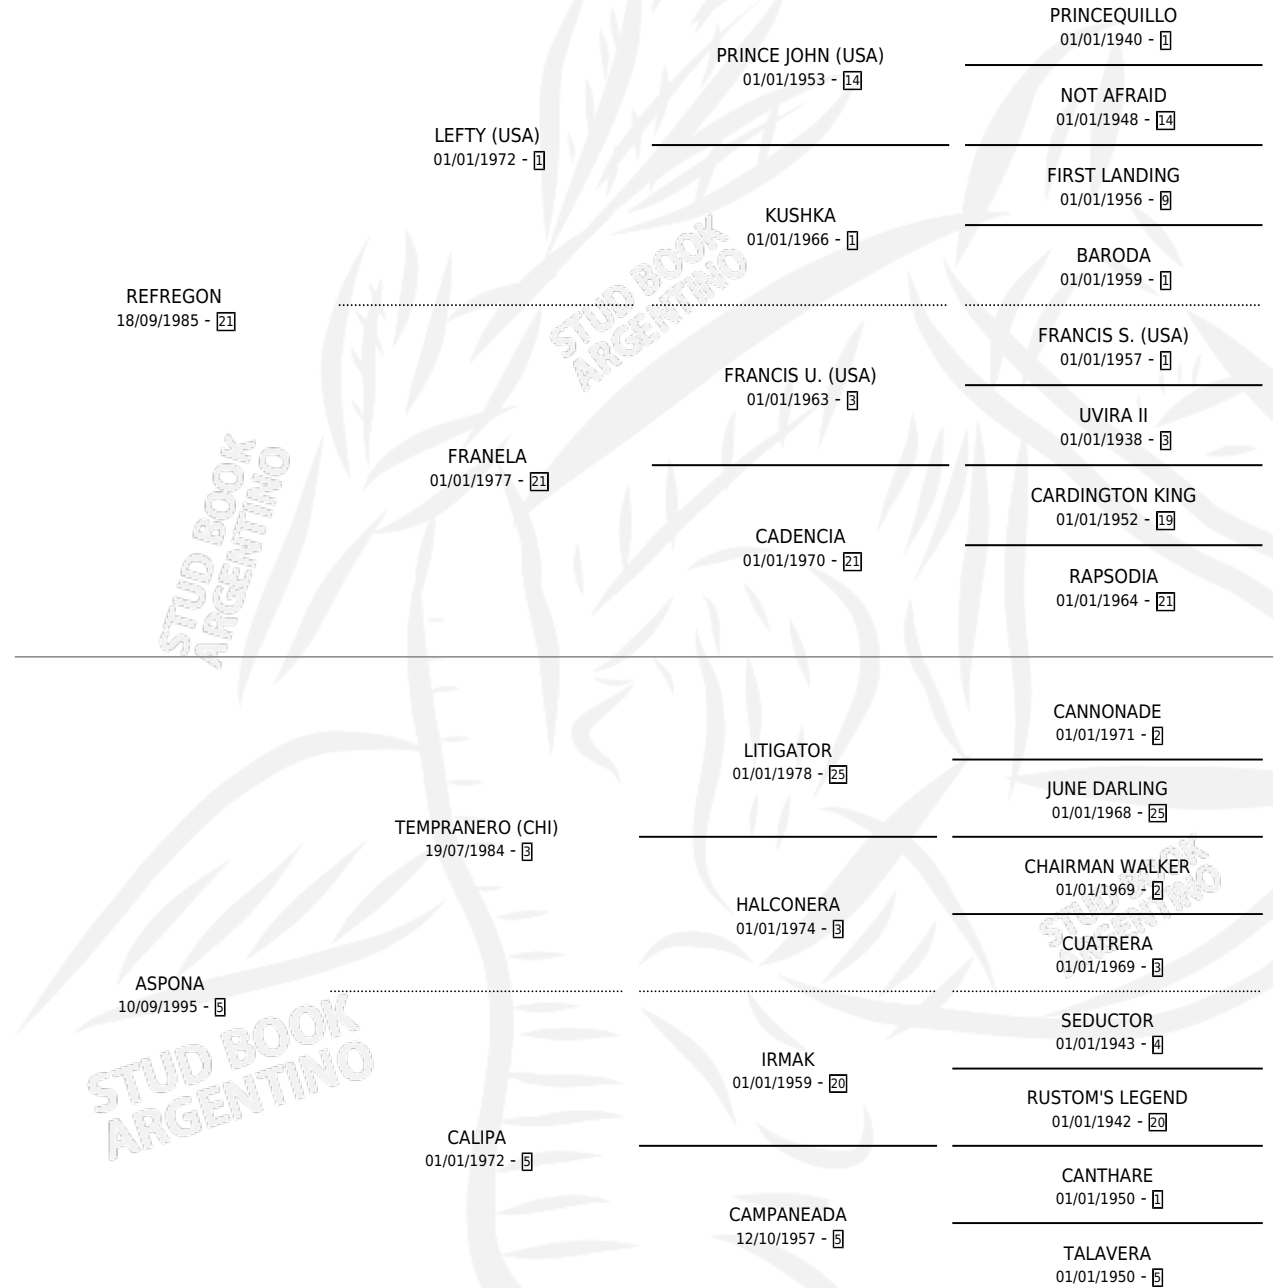 PRINCEQUILLO
01/01/1940 - 1
PRINCE JOHN (USA)
01/01/1953 - 14
NOT AFRAID
01/01/1948 - 14
LEFTY (USA)
01/01/1972 - 1
FIRST LANDING
01/01/1956 - 9
KUSHKA
01/01/1966 - 1
BARODA
01/01/1959 - 1
REFREGON
18/09/1985 - 21
FRANCIS S. (USA)
01/01/1957 - 1
FRANCIS U. (USA)
01/01/1963 - 3
UVIRA II
01/01/1938 - 3
FRANELA
01/01/1977 - 21
CARDINGTON KING
01/01/1952 - 19
CADENCIA
01/01/1970 - 21
RAPSODIA
01/01/1964 - 21
CANNONADE
01/01/1971 - 2
LITIGATOR
01/01/1978 - 25
JUNE DARLING
01/01/1968 - 25
TEMPRANERO (CHI)
19/07/1984 - 3
CHAIRMAN WALKER
01/01/1969 - 2
HALCONERA
01/01/1974 - 3
CUATRERA
01/01/1969 - 3
ASPONA
10/09/1995 - 5
SEDUCTOR
01/01/1943 - 4
IRMAK
01/01/1959 - 20
RUSTOM'S LEGEND
01/01/1942 - 20
CALIPA
01/01/1972 - 5
CANTHARE
01/01/1950 - 1
CAMPANEADA
12/10/1957 - 5
TALAVERA
01/01/1950 - 5
STUD BOOK
ARGENTINO
STUD BOOK
ARGENTINO
STUD BOOK
ARGENTINO
STUD BOOK
ARGENTINO